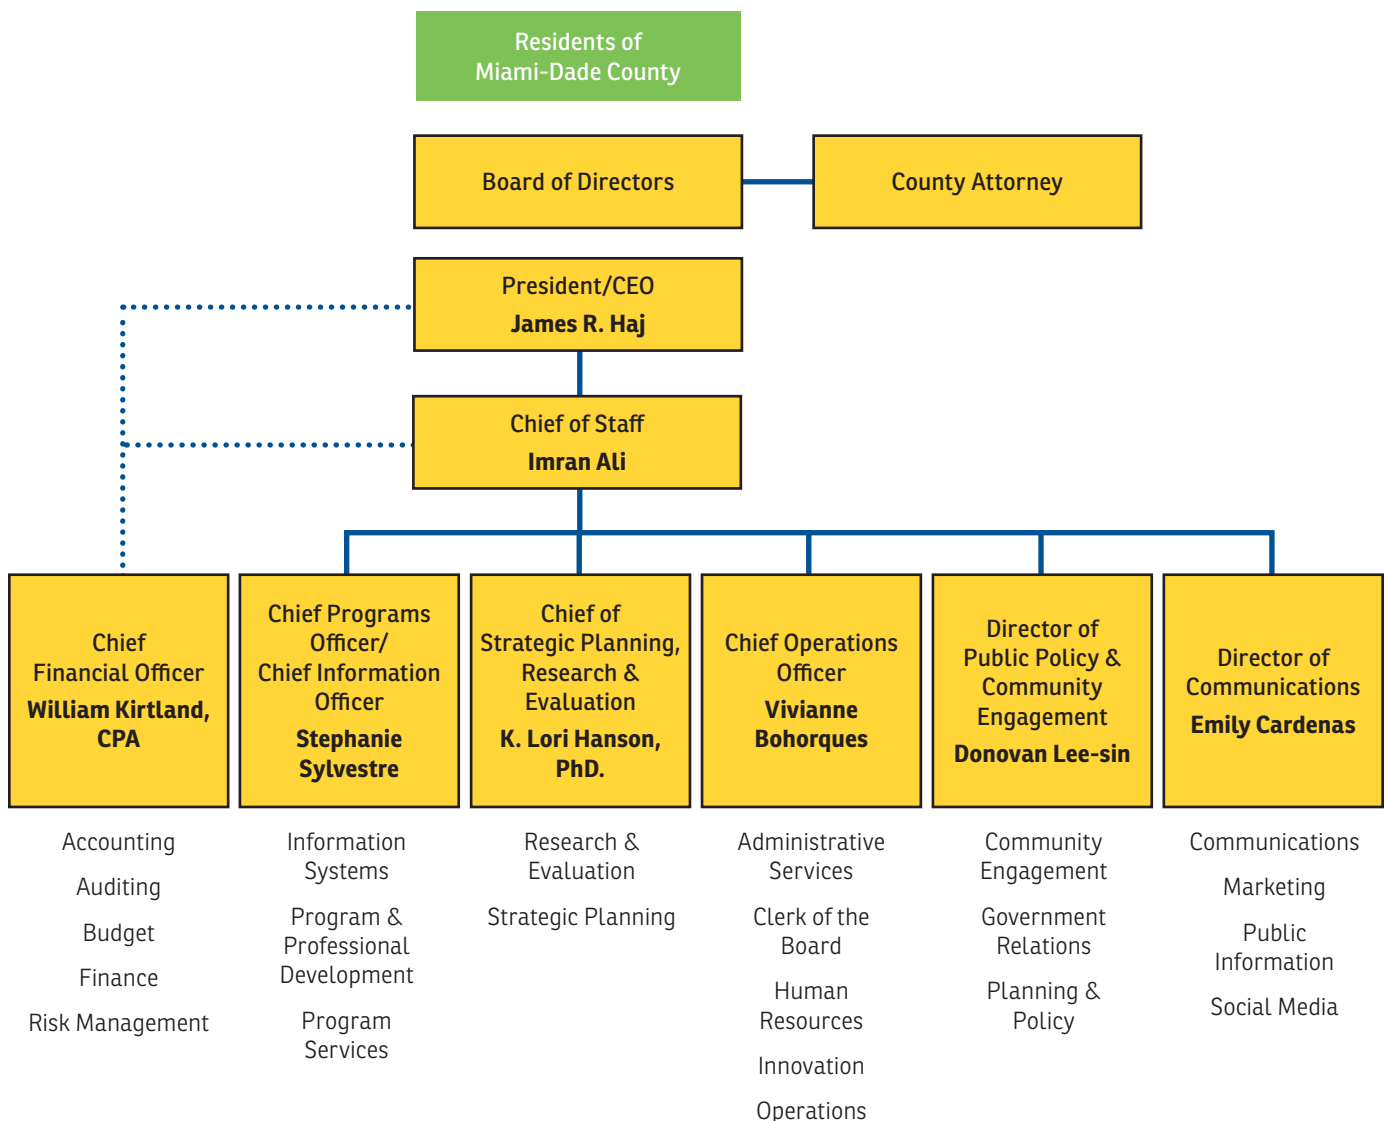 Residents of
Miami-Dade County
Board of Directors
County Attorney
President/CEO
James R. Haj
Chief of Staff
Imran Ali
Chief
Financial Officer
William Kirtland,
CPA
Chief Programs
Officer/
Chief Information
Officer
Stephanie
Sylvestre
Chief of
Strategic Planning,
Research &
Evaluation
K. Lori Hanson,
PhD.
Chief Operations
Officer
Vivianne
Bohorques
Director of
Public Policy &
Community
Engagement
Donovan Lee-sin
Director of
Communications
Emily Cardenas
Accounting
Auditing
Budget
Finance
Risk Management
Information
Systems
Program &
Professional
Development
Program
Services
Research &
Evaluation
Strategic Planning
Administrative
Services
Clerk of the
Board
Human
Resources
Innovation
Operations
Community
Engagement
Government
Relations
Planning &
Policy
Communications
Marketing
Public
Information
Social Media